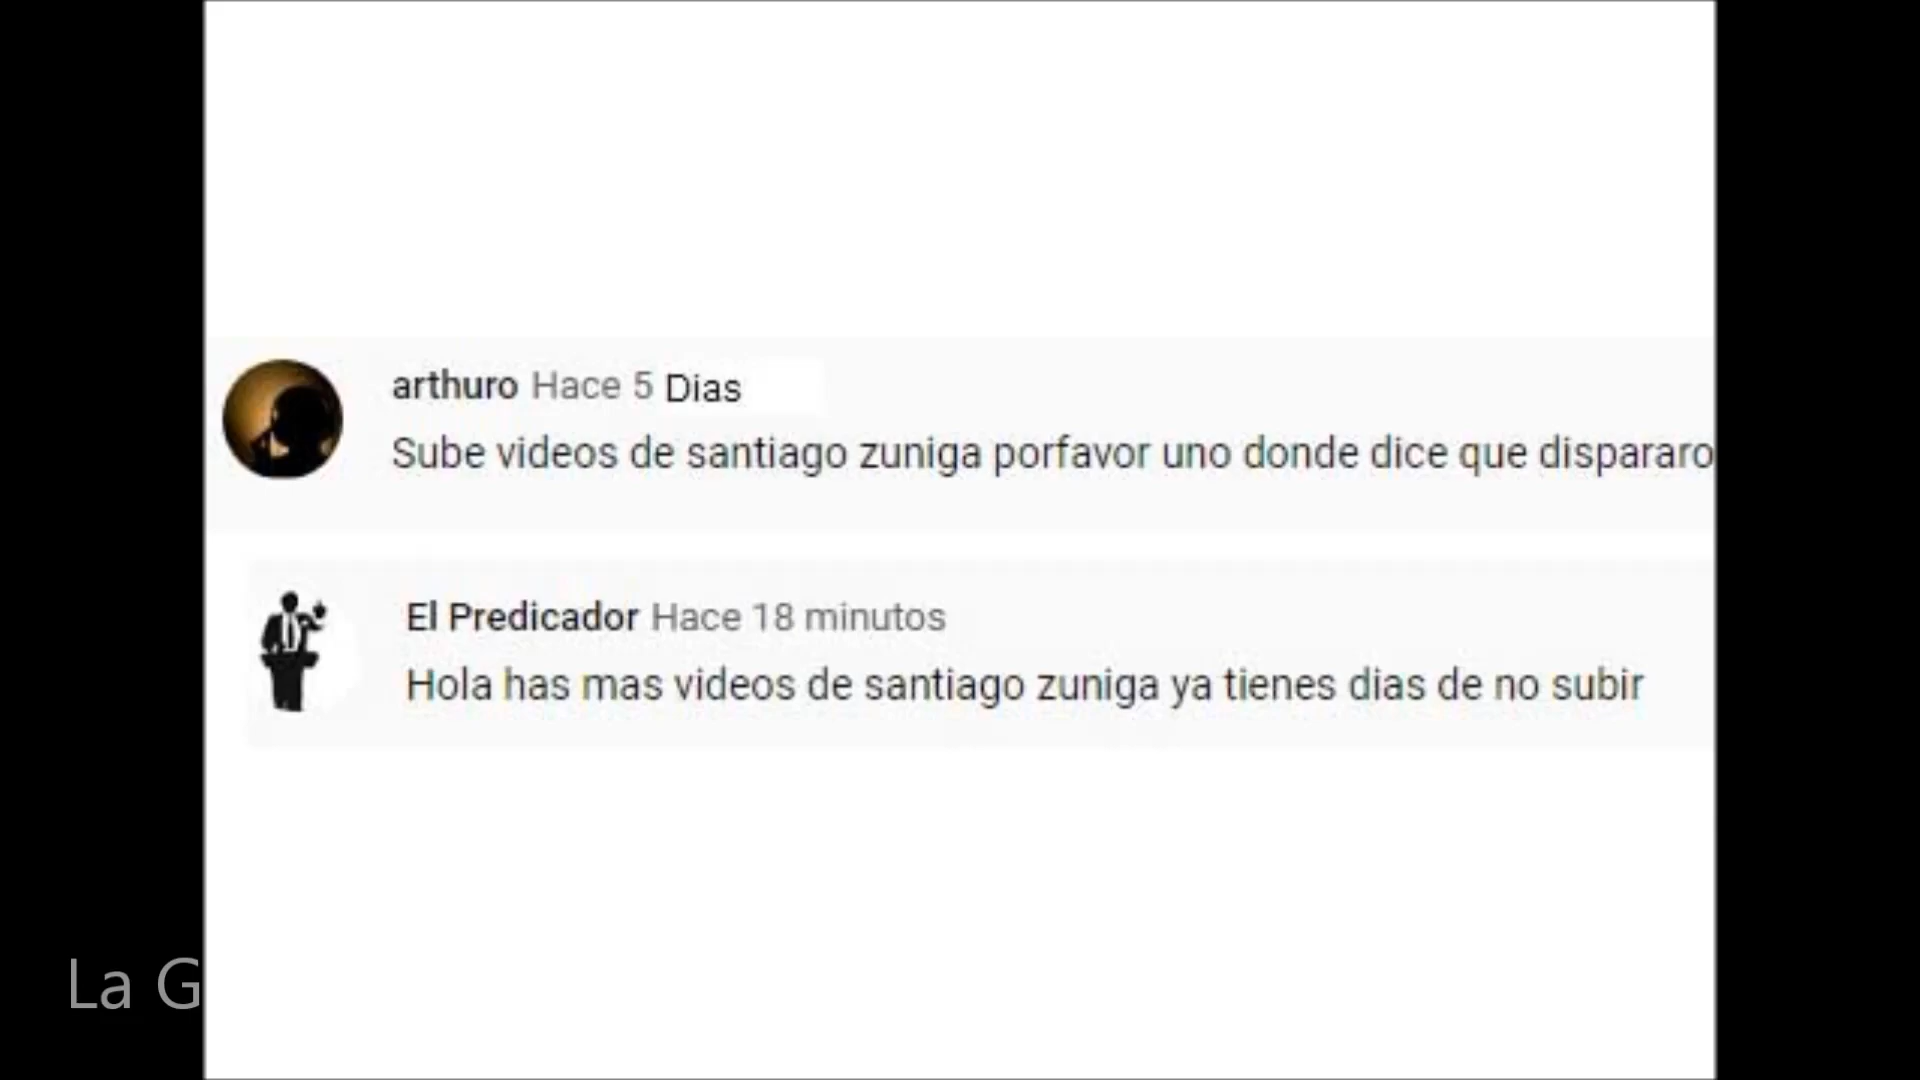 arthuro Hace 5 Dias
Sube videos de santiago zuniga porfavor uno donde dice que dispararo
El Predicador Hace 18 minutos
Hola has mas videos de santiago zuniga ya tienes dias de no subir
La G